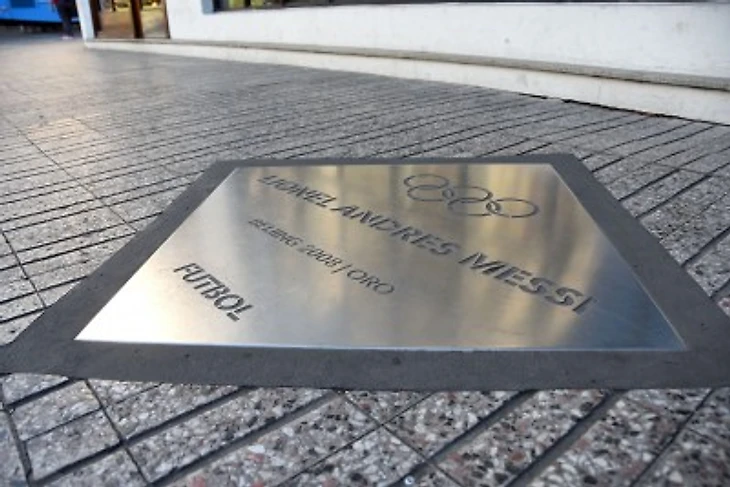 LIONEL ANDRES MESSI
BEIJING 2008 | ORO
FUTBOL